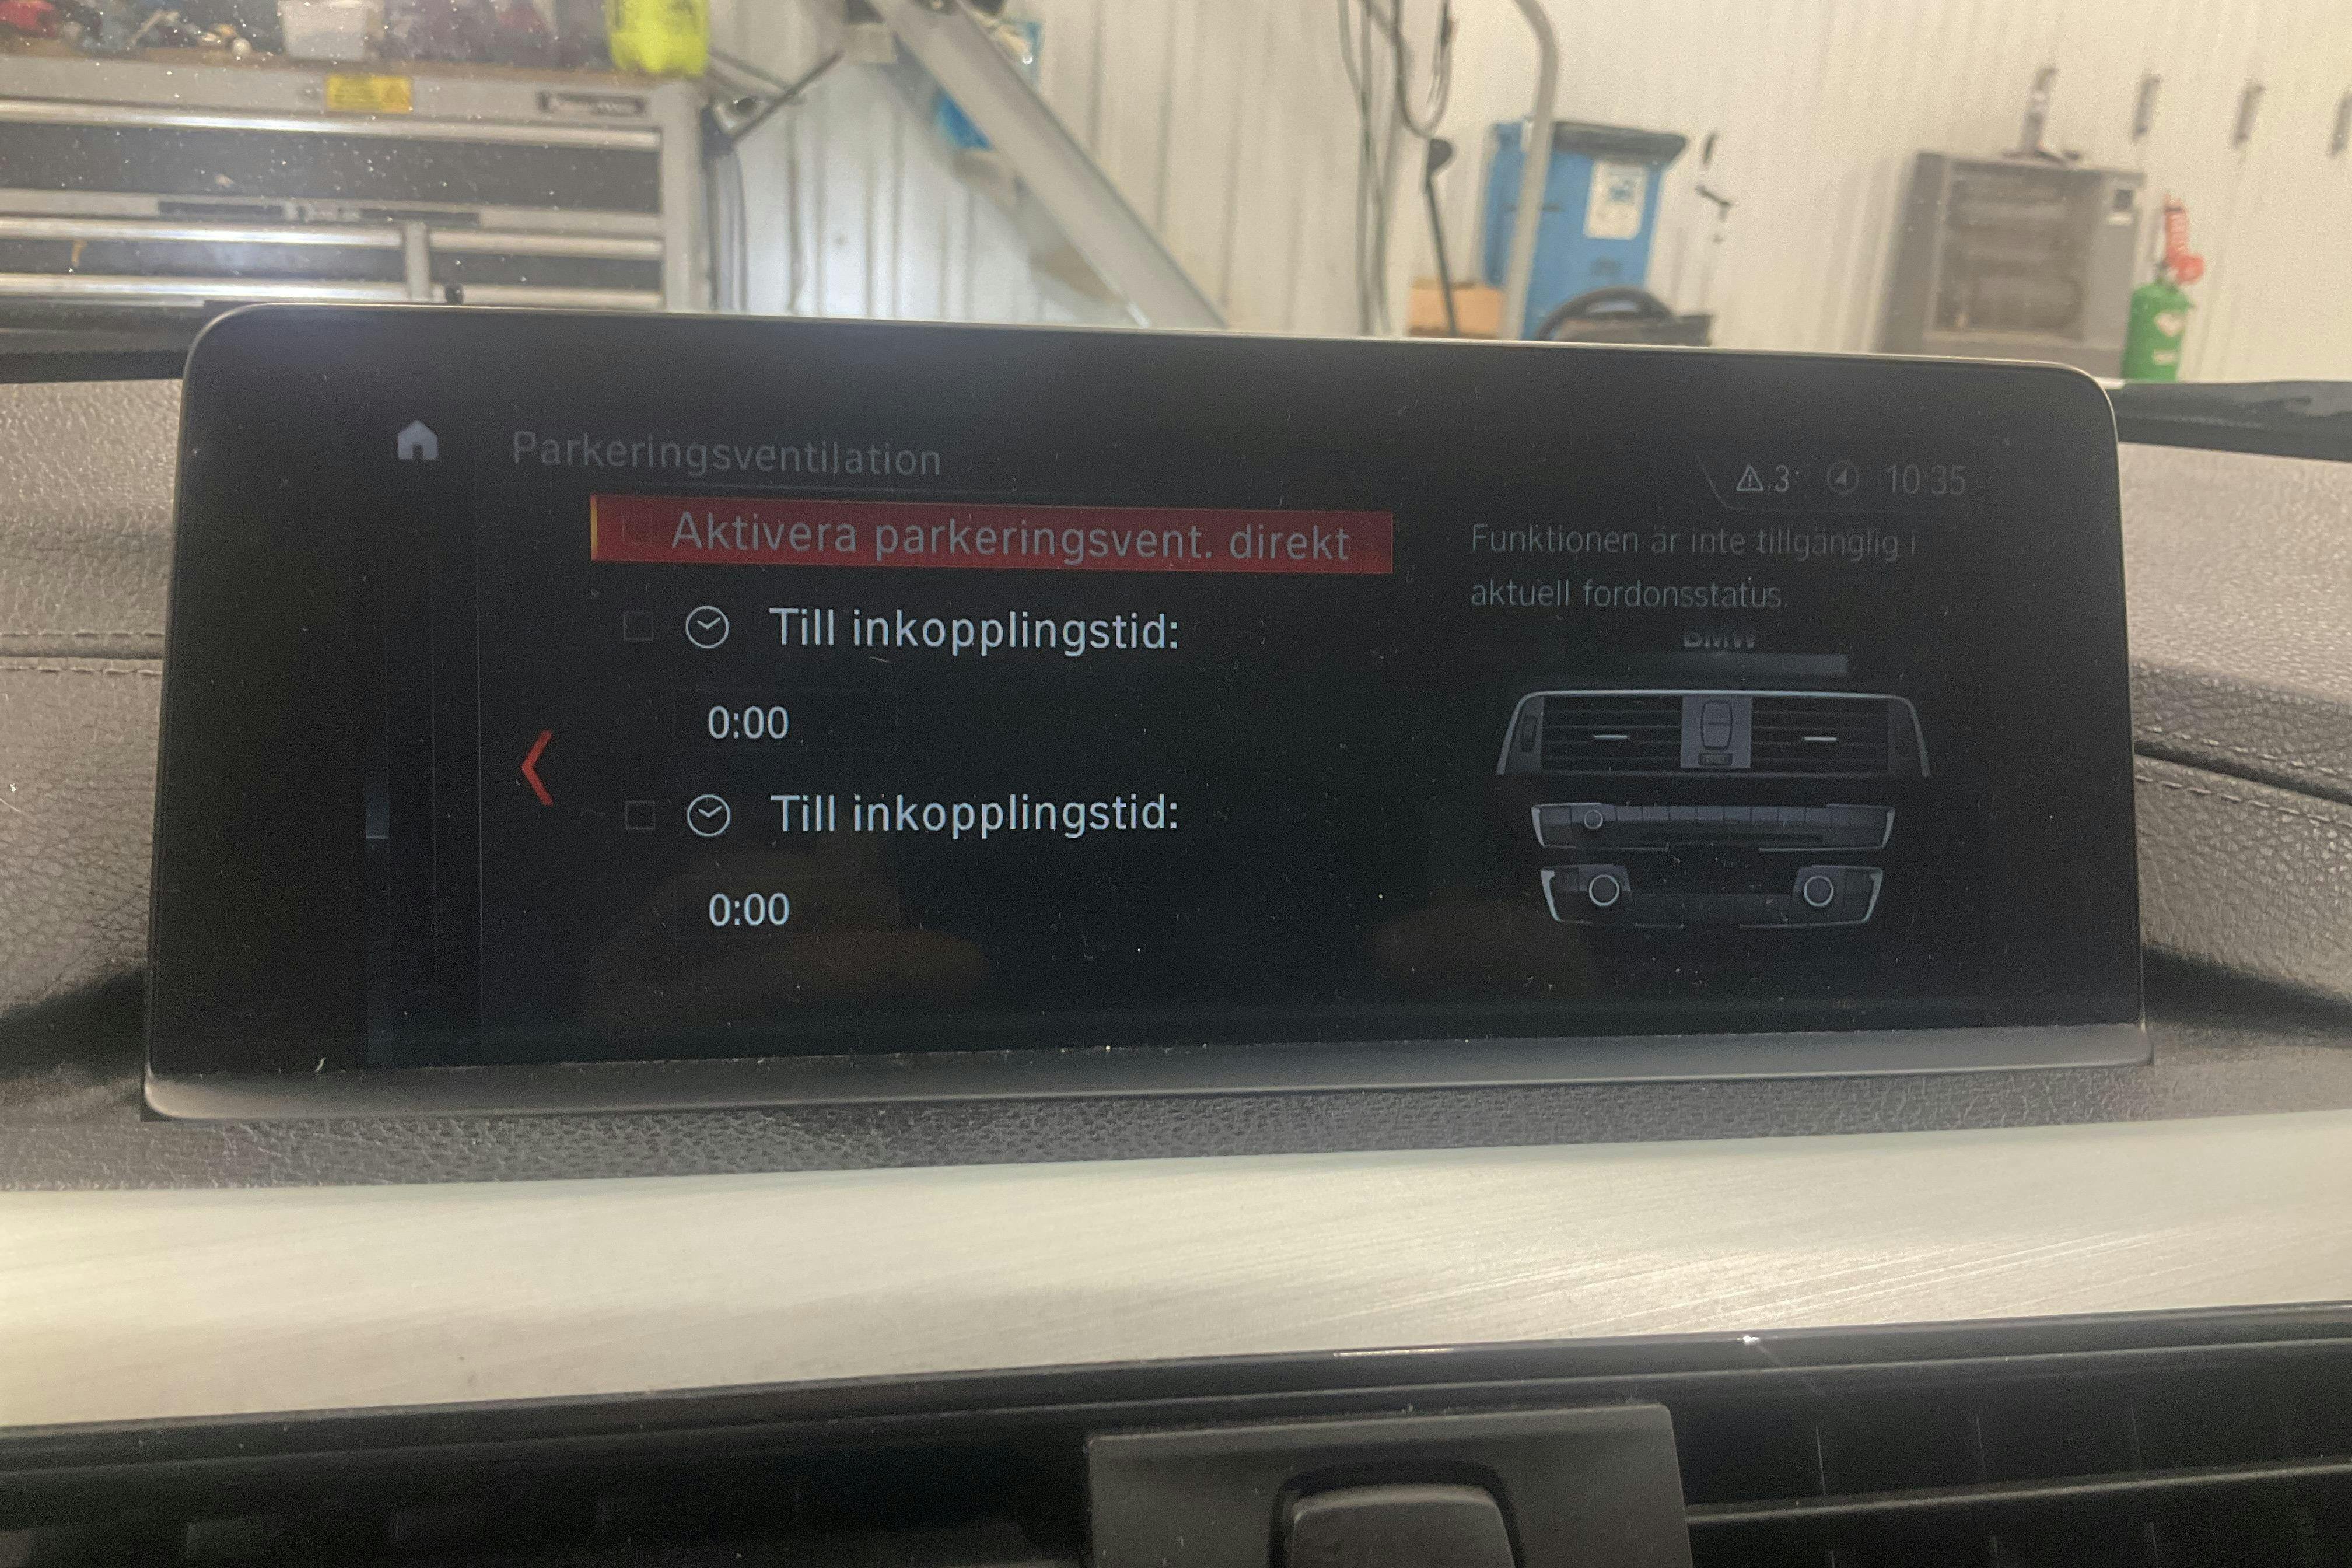 Parkeringsventilation
3
10:35
Aktivera parkeringsvent. direkt
Till inkopplingstid:
0:00
Till inkopplingstid:
0:00
Funktionen är inte tillgänglig i
aktuell fordonsstatus.
BMW